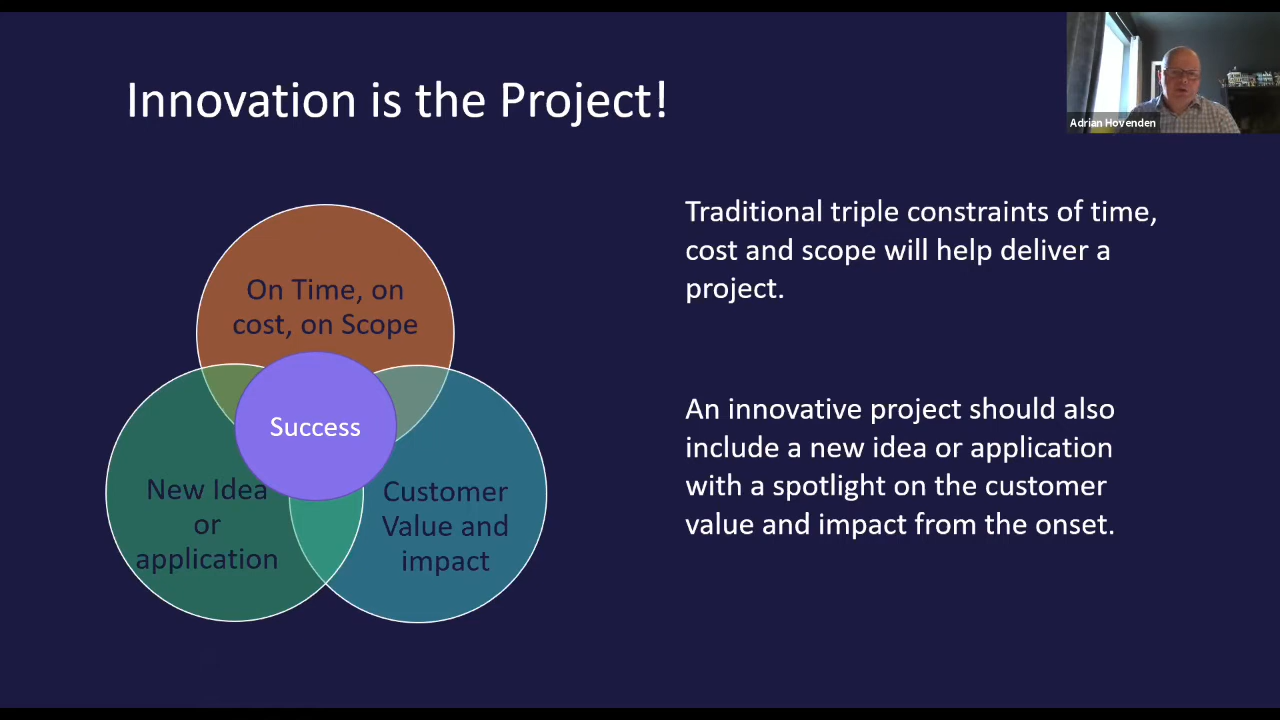 Innovation is the Project!
Adrian Hovenden
On Time, on
cost, on Scope
Success
New Idea
or
application
Customer
Value and
impact
Traditional triple constraints of time,
cost and scope will help deliver a
project.
An innovative project should also
include a new idea or application
with a spotlight on the customer
value and impact from the onset.